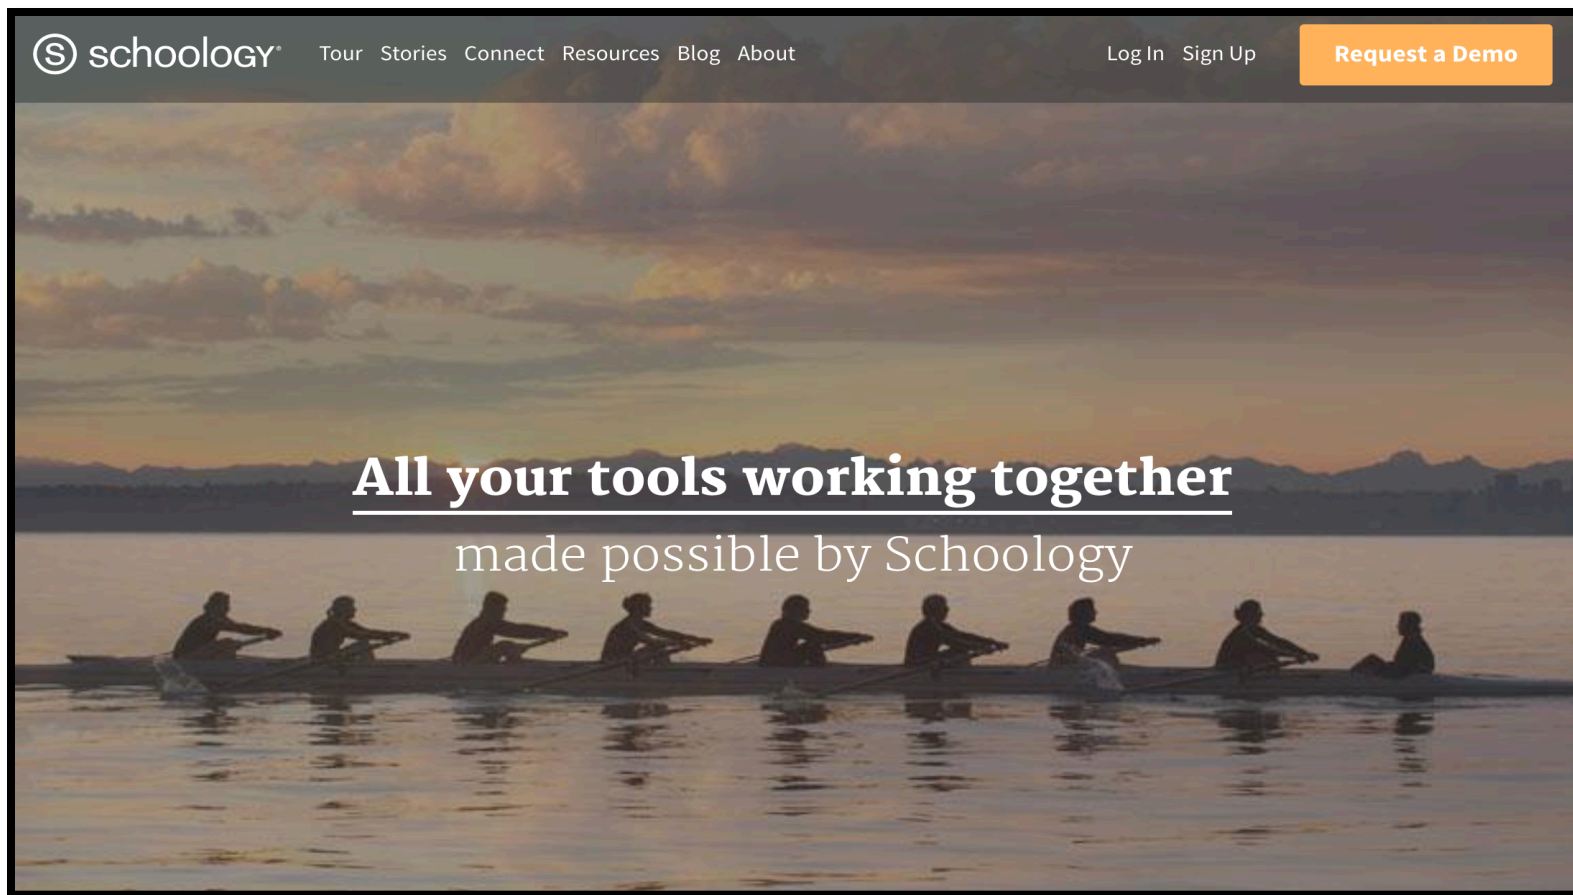 S schoology®
Tour Stories Connect Resources Blog About
Log In Sign Up
Request a Demo
All your tools working together
made possible by Schoology